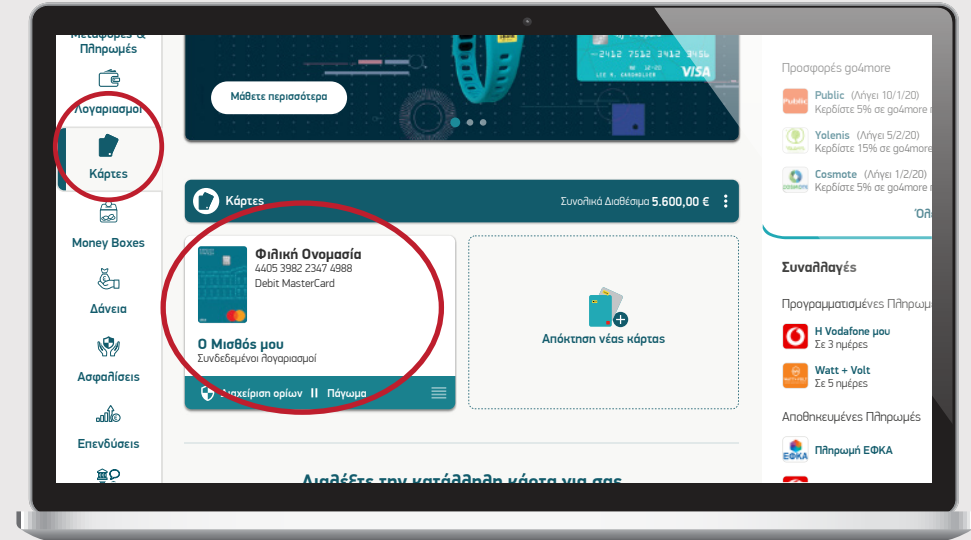 Μεταφορές &
Πληρωμές
Λογαριασμοί
Κάρτες
Money Boxes
Δάνεια
Ασφαλίσεις
Επενδύσεις
Μάθετε περισσότερα
2412 7512 3412 3456
LEE M. CARDHOLDER
VISA
Κάρτες
Συνολικά Διαθέσιμα 5.600,00 €
Φιλική Ονομασία
4405 3982 2347 4988
Debit MasterCard
Ο Μισθός μου
Συνδεδεμένοι λογαριασμοί
Διαχείριση ορίων
Πάγωμα
Απόκτηση νέας κάρτας
Διαλέξτε την κατάλληλη κάρτα για σας
Προσφορές go4more
Public (Λήγει 10/1/20)
Κερδίστε 5% σε go4more
Yolenis (Λήγει 5/2/20)
Κερδίστε 15% σε go4more
Cosmote (Λήγει 1/2/20)
Κερδίστε 5% σε go4more
Συναλλαγές
Προγραμματισμένες Πληρωμ
Η Vodafone μου
Σε 3 ημέρες
Watt + Volt
Σε 5 ημέρες
Αποθηκευμένες Πληρωμές
ΕΦΚΑ
Πληρωμή ΕΦΚΑ